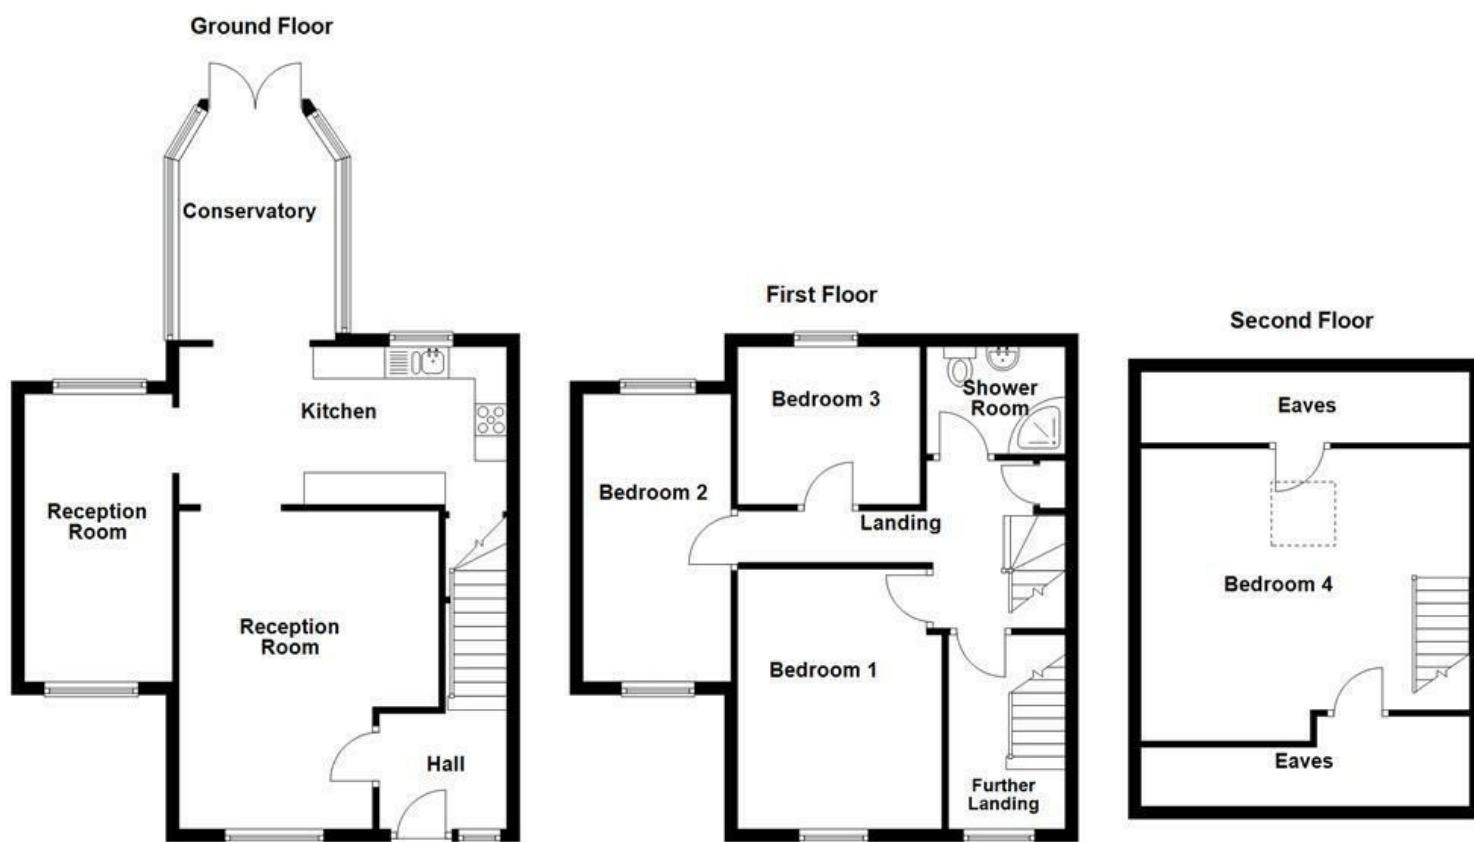 Ground Floor
Conservatory
Kitchen
Reception
Room
Reception
Room
Hall
First Floor
Bedroom 3
Shower
Room
Bedroom 2
Landing
Bedroom 1
Further
Landing
Second Floor
Eaves
Bedroom 4
Eaves